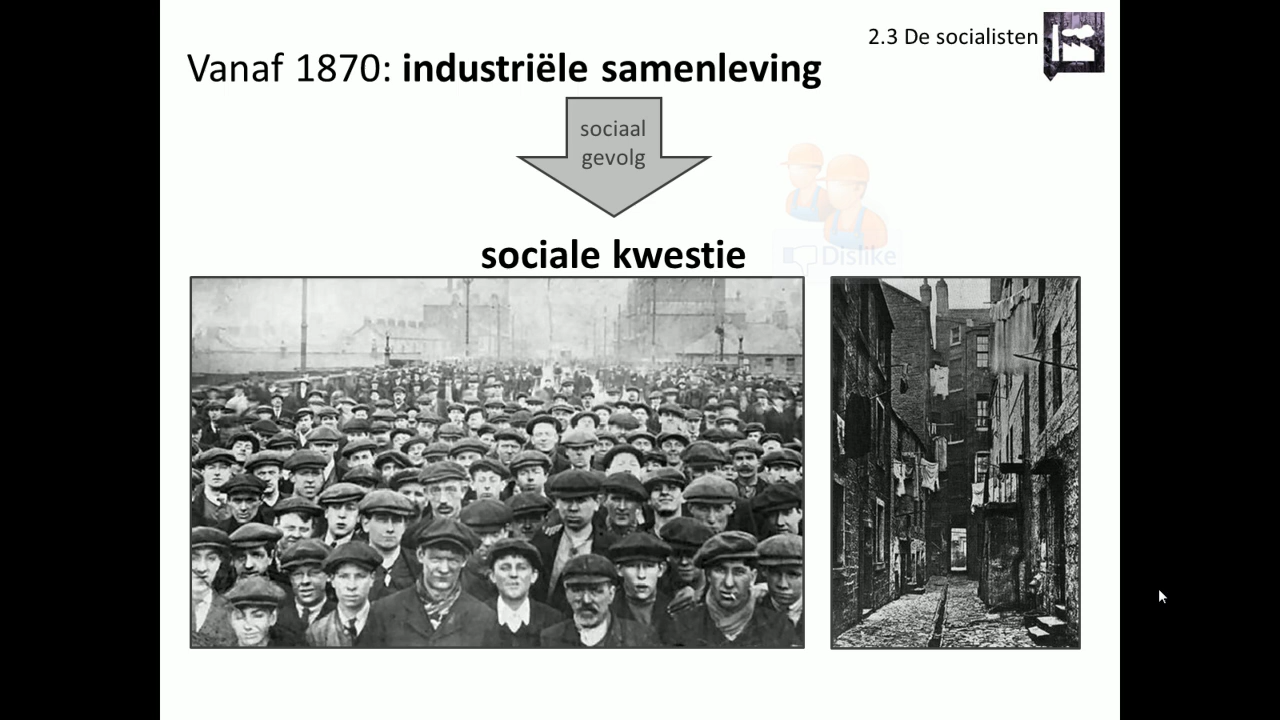 2.3 De socialisten
Vanaf 1870: industriële samenleving
sociaal
gevolg
sociale kwestie
Dislike